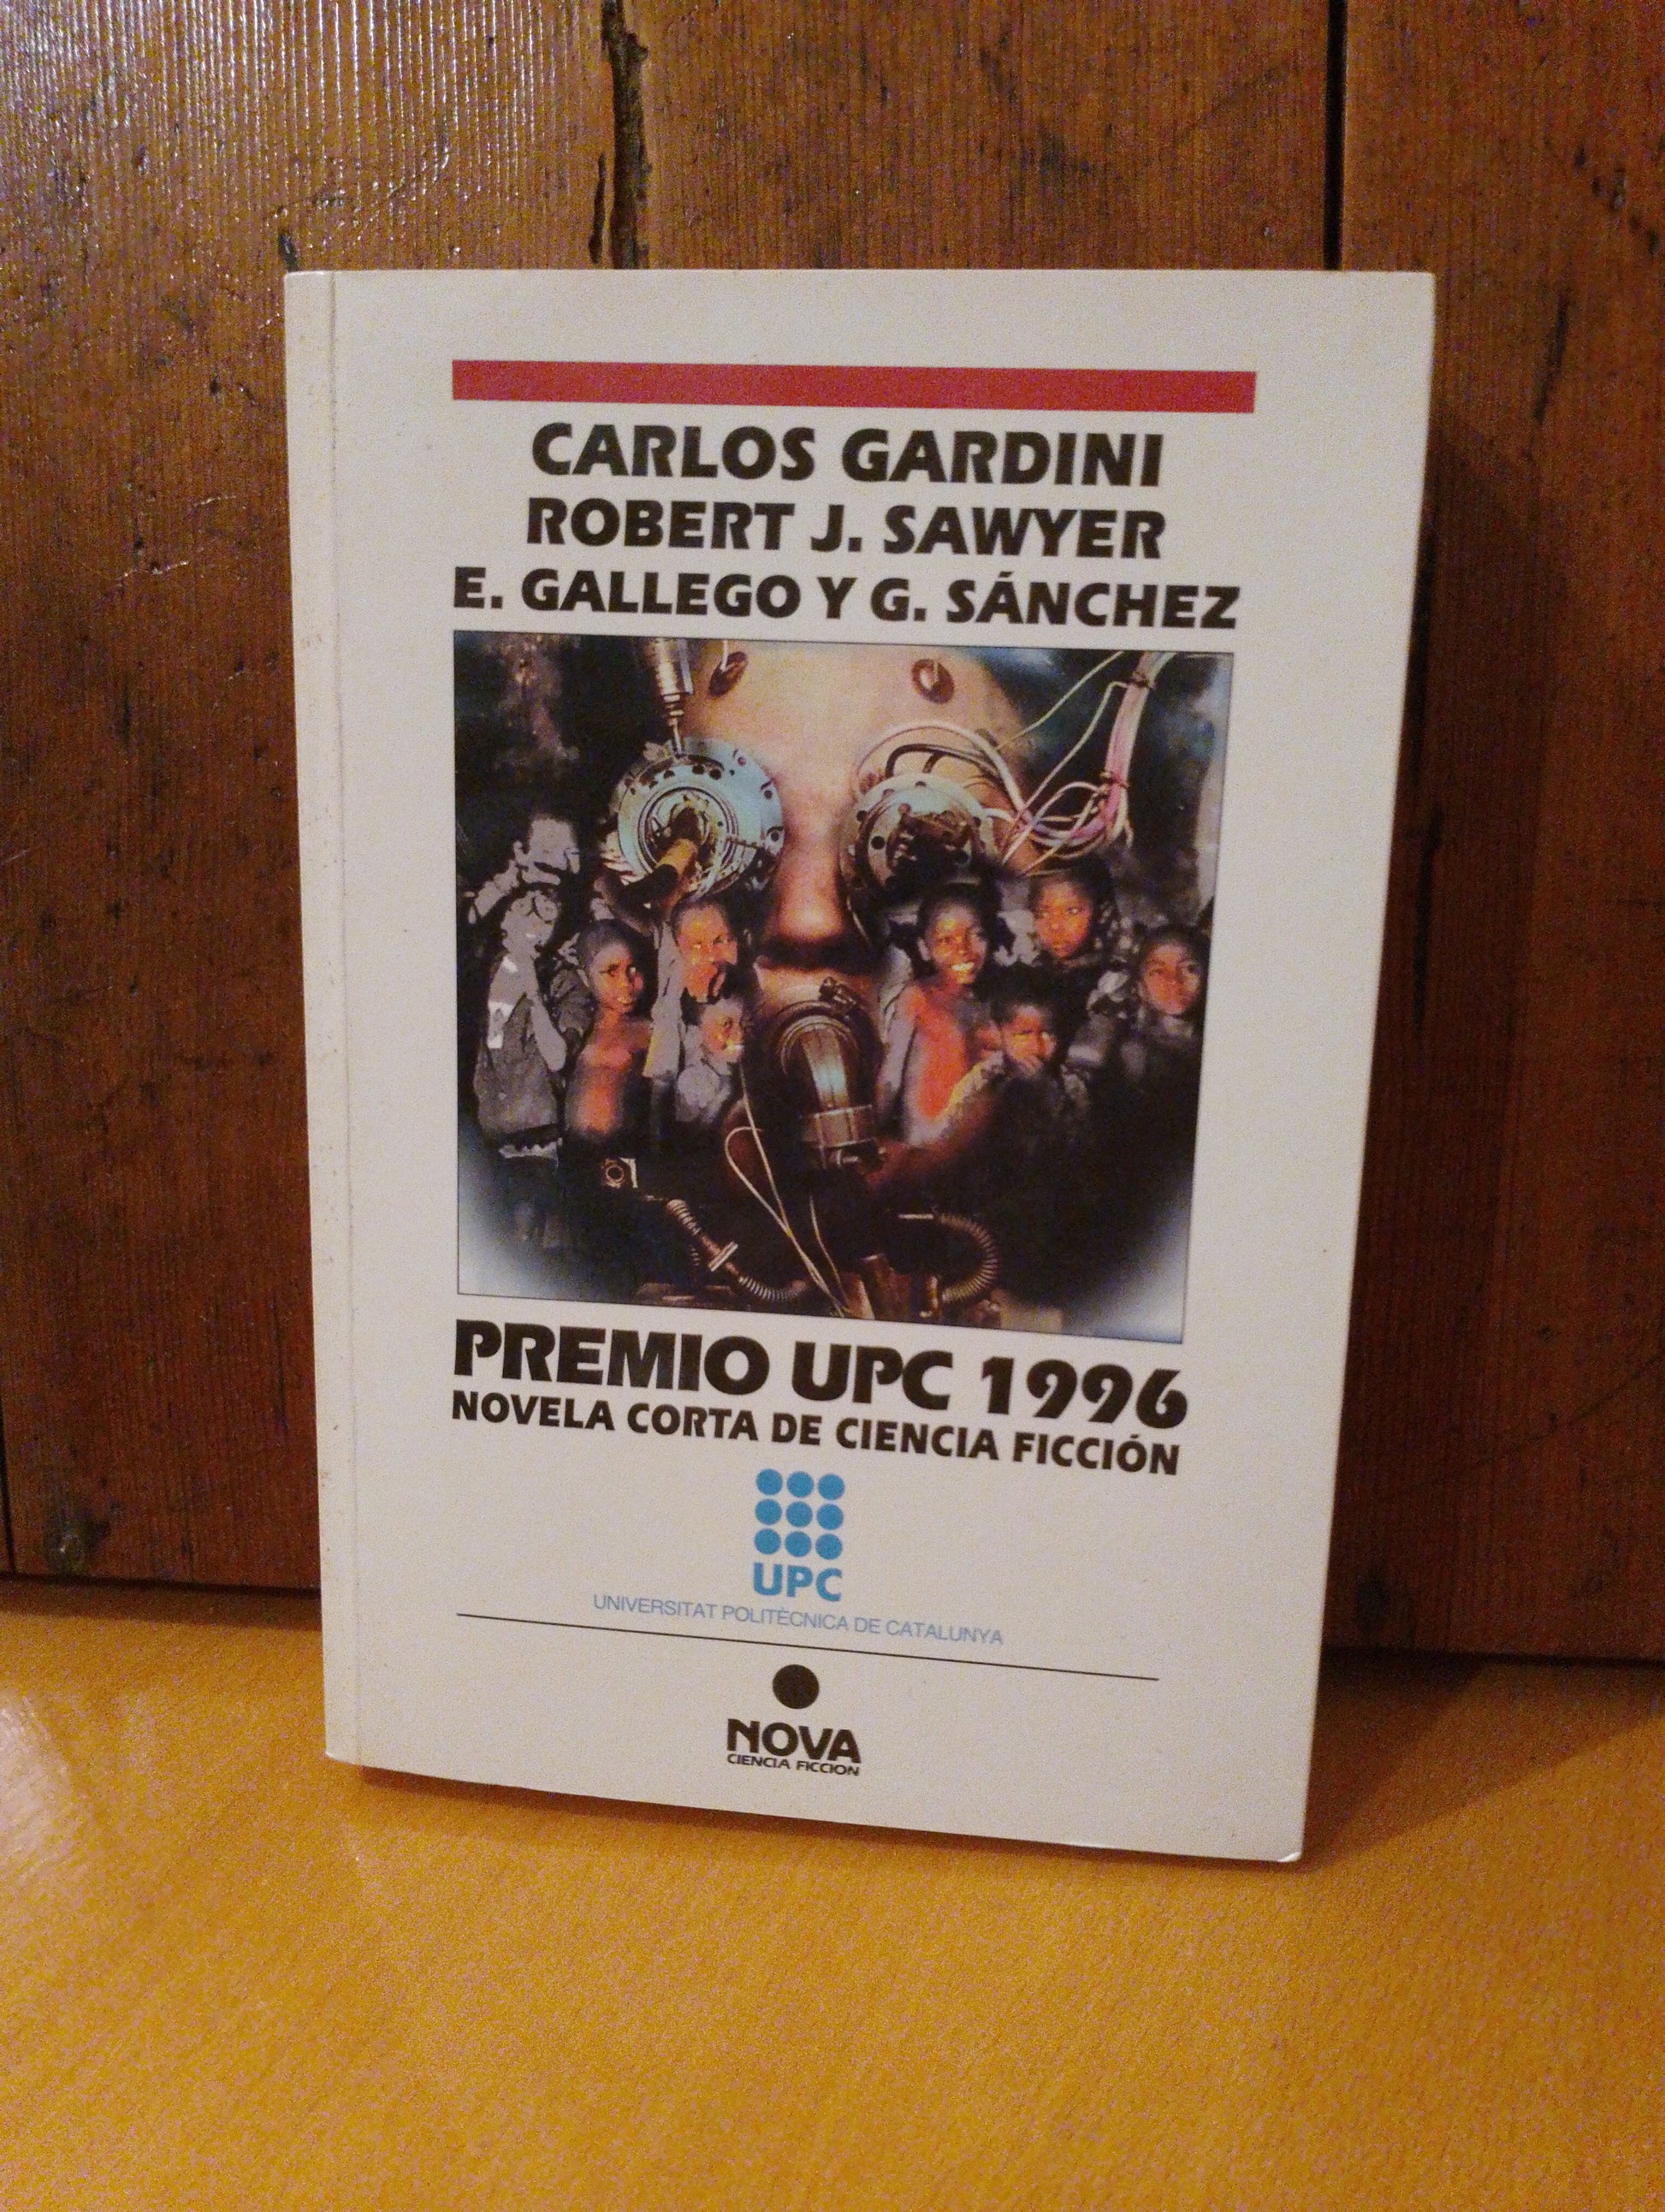 CARLOS GARDINI
ROBERT J. SAWYER
E. GALLEGO Y G. SÁNCHEZ
PREMIO UPC 1996
NOVELA CORTA DE CIENCIA FICCIÓN
UPC
UNIVERSITAT POLITÈCNICA DE CATALUNYA
NOVA
CIENCIA FICCION